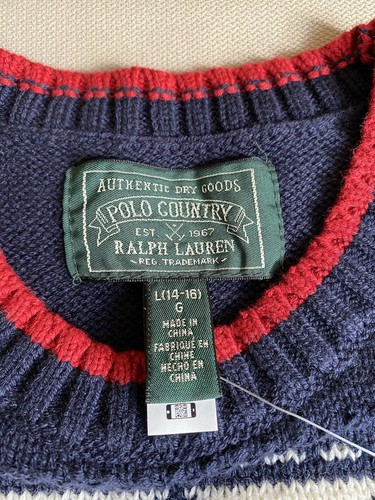 AUTHENTIC DRY GOODS
POLO COUNTRY
EST 1967
RALPH LAUREN
REG. TRADEMARK
L(14-16)
G
MADE IN
CHINA
FABRIQUÉ EN
CHINE
HECHO EN
CHINA